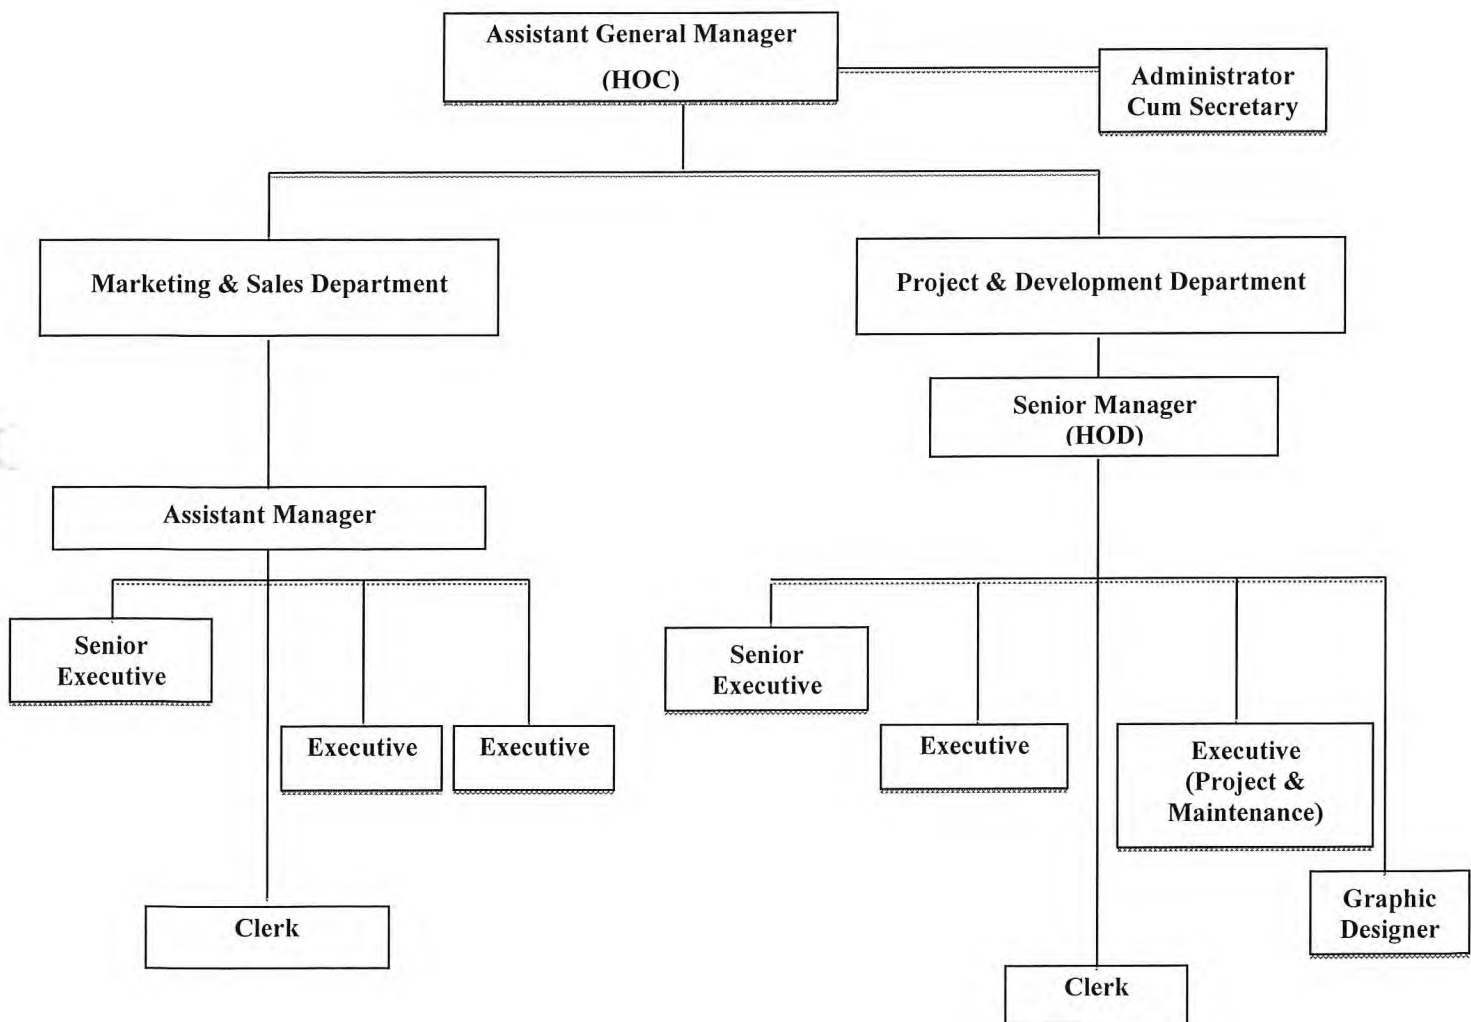 Assistant General Manager
(HOC)
Administrator
Cum Secretary
Marketing & Sales Department
Project & Development Department
Senior Manager
(HOD)
Assistant Manager
Senior
Executive
Executive
Executive
Clerk
Senior
Executive
Executive
Executive
(Project &
Maintenance)
Graphic
Designer
Clerk